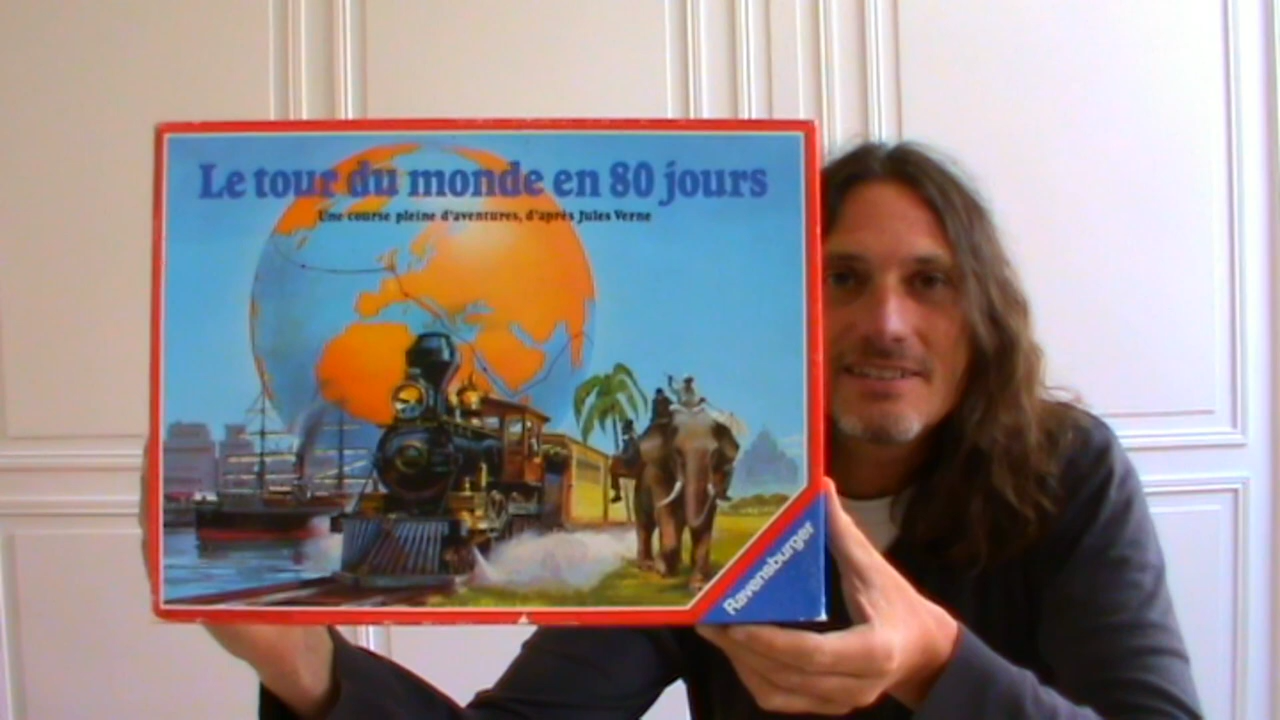 Le tour du monde en 80 jours
Une course pleine d'aventures, d'après Jules Verne
Ravensburger